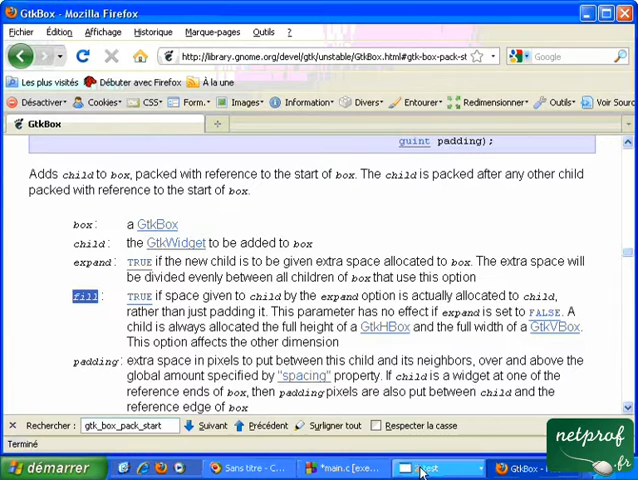 GtkBox - Mozilla Firefox
Fichier Édition Affichage Historique Marque-pages Outils ?
http://library.gnome.org/devel/gtk/unstable/GtkBox.html#gtk-box-pack-st Google
Les plus visités Débuter avec Firefox À la une
Désactiver Cookies CSS Form. Images Information Divers Entourer Redimensionner Outils Voir Sourc
GtkBox
guint padding);
Adds child to box, packed with reference to the start of box. The child is packed after any other child
packed with reference to the start of box.
box: a GtkBox
child: the GtkWidget to be added to box
expand: TRUE if the new child is to be given extra space allocated to box. The extra space will
be divided evenly between all children of box that use this option
fill: TRUE if space given to child by the expand option is actually allocated to child,
rather than just padding it. This parameter has no effect if expand is set to FALSE. A
child is always allocated the full height of a GtkHBox and the full width of a GtkVBox.
This option affects the other dimension
padding: extra space in pixels to put between this child and its neighbors, over and above the
global amount specified by "spacing" property. If child is a widget at one of the
reference ends of box, then padding pixels are also put between child and the
reference edge of box
Rechercher : gtk_box_pack_start Suivant Précédent Surligner tout Respecter la casse
Terminé
démarrer Sans titre - C... *main.c [exe... test GtkBox -
netprof
.fr